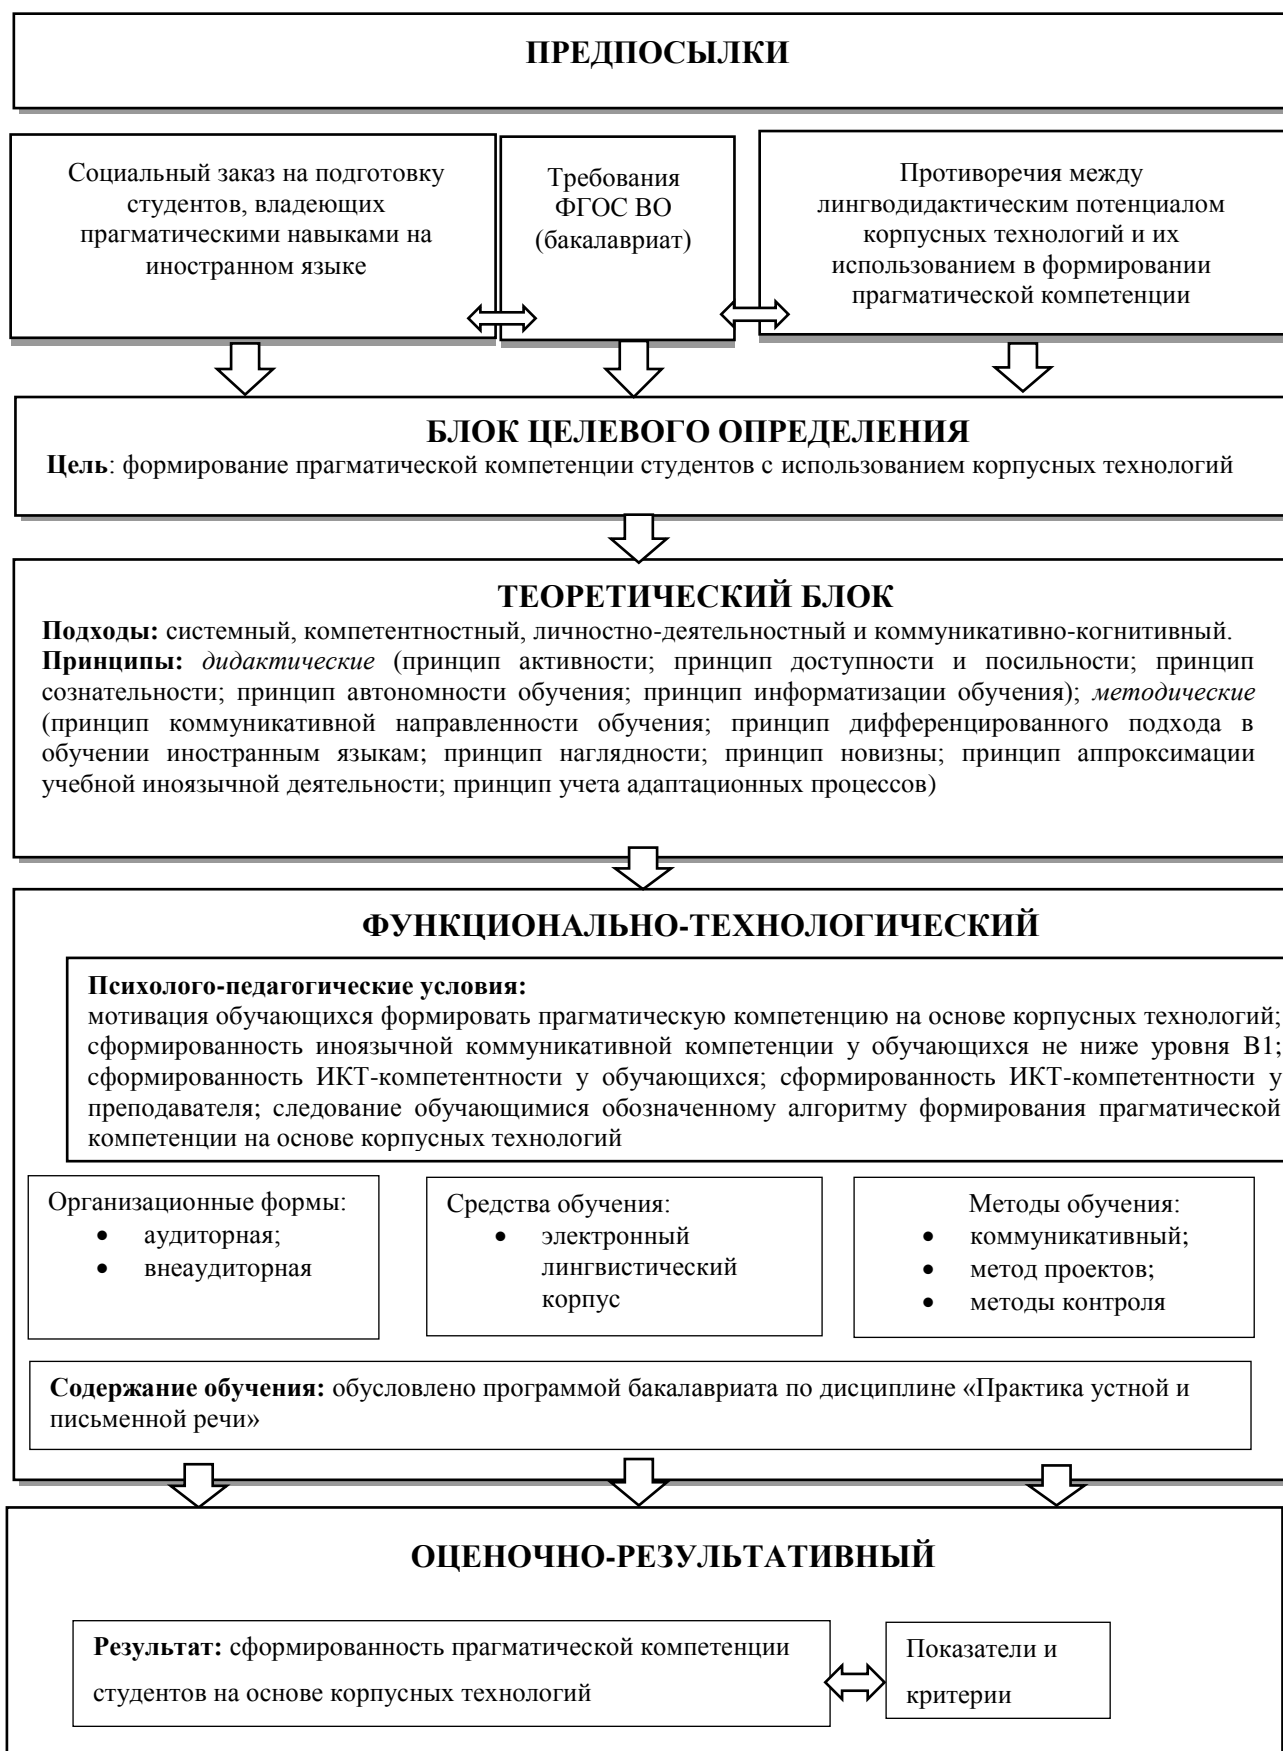 ПРЕДПОСЫЛКИ
Социальный заказ на подготовку
студентов, владеющих
прагматическими навыками на
иностранном языке
Требования
ФГОС ВО
(бакалавриат)
Противоречия между
лингводидактическим потенциалом
корпусных технологий и их
использованием в формировании
прагматической компетенции
БЛОК ЦЕЛЕВОГО ОПРЕДЕЛЕНИЯ
Цель: формирование прагматической компетенции студентов с использованием корпусных технологий
ТЕОРЕТИЧЕСКИЙ БЛОК
Подходы: системный, компетентностный, личностно-деятельностный и коммуникативно-когнитивный.
Принципы: дидактические (принцип активности; принцип доступности и посильности; принцип
сознательности; принцип автономности обучения; принцип информатизации обучения); методические
(принцип коммуникативной направленности обучения; принцип дифференцированного подхода в
обучении иностранным языкам; принцип наглядности; принцип новизны; принцип аппроксимации
учебной иноязычной деятельности; принцип учета адаптационных процессов)
ФУНКЦИОНАЛЬНО-ТЕХНОЛОГИЧЕСКИЙ
Психолого-педагогические условия:
мотивация обучающихся формировать прагматическую компетенцию на основе корпусных технологий;
сформированность иноязычной коммуникативной компетенции у обучающихся не ниже уровня В1;
сформированность ИКТ-компетентности у обучающихся; сформированность ИКТ-компетентности у
преподавателя; следование обучающимися обозначенному алгоритму формирования прагматической
компетенции на основе корпусных технологий
Организационные формы:
• аудиторная;
• внеаудиторная
Средства обучения:
• электронный
лингвистический
корпус
Методы обучения:
• коммуникативный;
• метод проектов;
• методы контроля
Содержание обучения: обусловлено программой бакалавриата по дисциплине «Практика устной и
письменной речи»
ОЦЕНОЧНО-РЕЗУЛЬТАТИВНЫЙ
Результат: сформированность прагматической компетенции
студентов на основе корпусных технологий
Показатели и
критерии